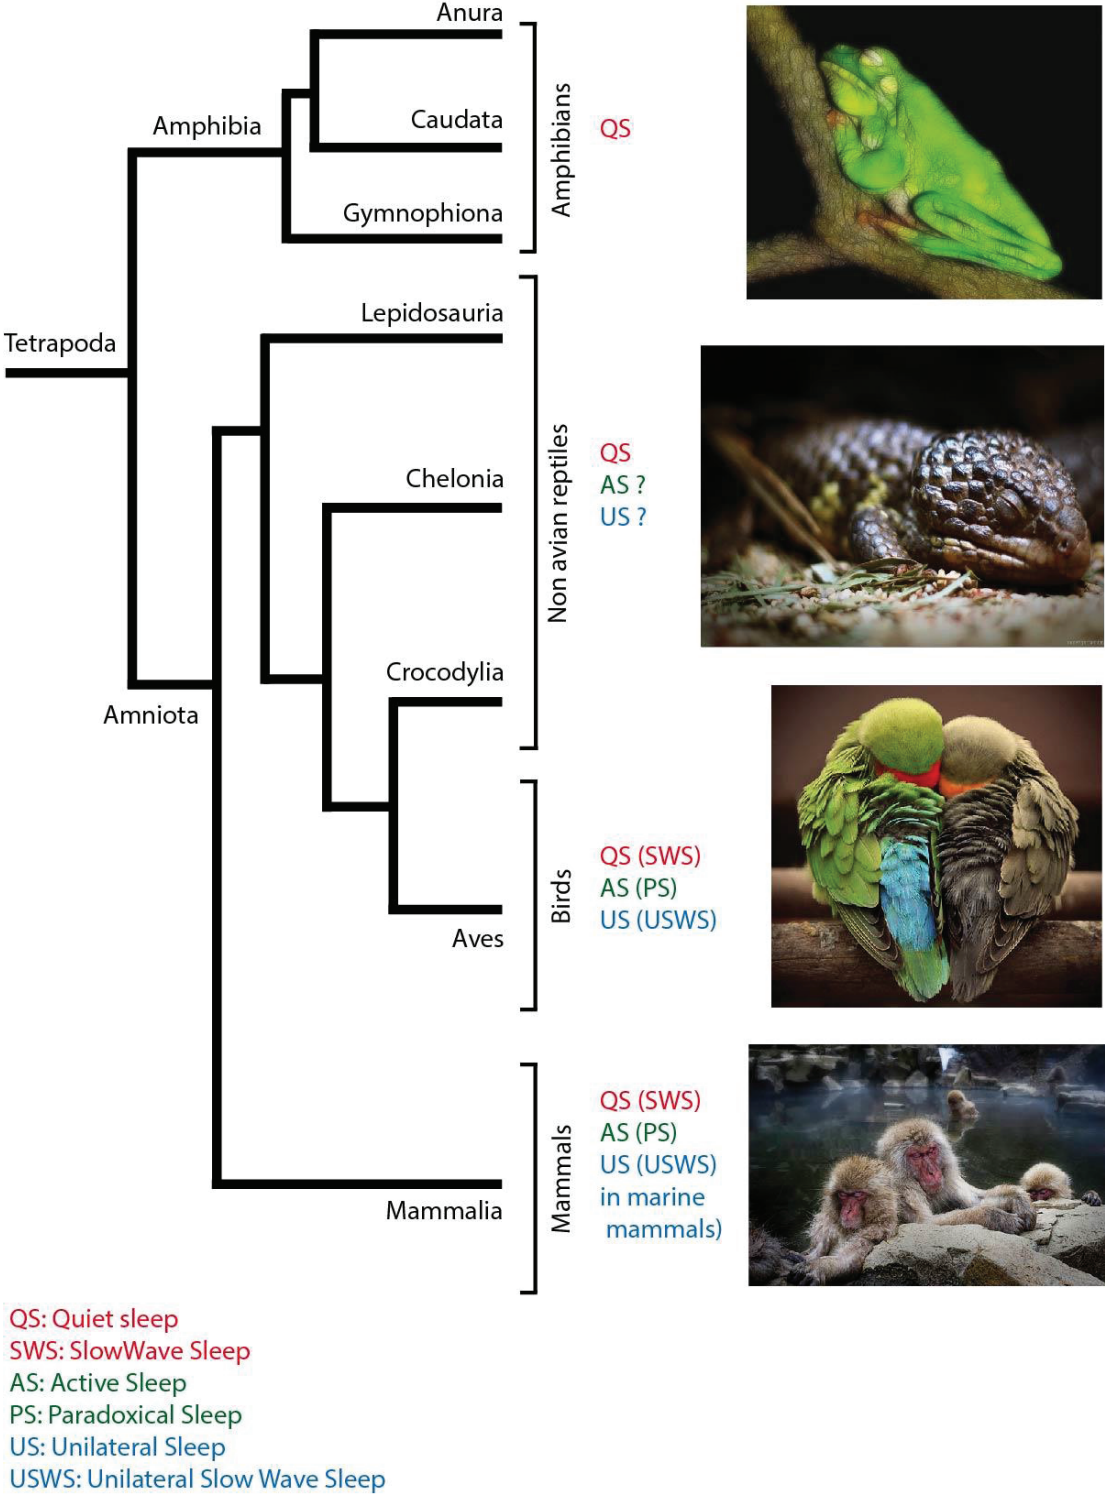 Anura
Caudata
Amphibia
Gymnophiona
Amphibians
QS
Tetrapoda
Lepidosauria
Chelonia
Crocodylia
Non avian reptiles
QS
AS ?
US ?
Amniota
Aves
Birds
QS (SWS)
AS (PS)
US (USWS)
Mammalia
Mammals
QS (SWS)
AS (PS)
US (USWS)
in marine
mammals)
QS: Quiet sleep
SWS: SlowWave Sleep
AS: Active Sleep
PS: Paradoxical Sleep
US: Unilateral Sleep
USWS: Unilateral Slow Wave Sleep